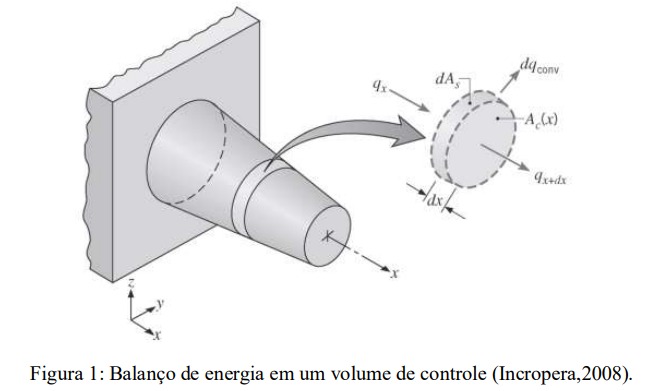 dq_conv
dA_s
q_x
A_c(x)
q_x+dx
dx
x
z
y
x
Figura 1: Balanço de energia em um volume de controle (Incropera,2008).